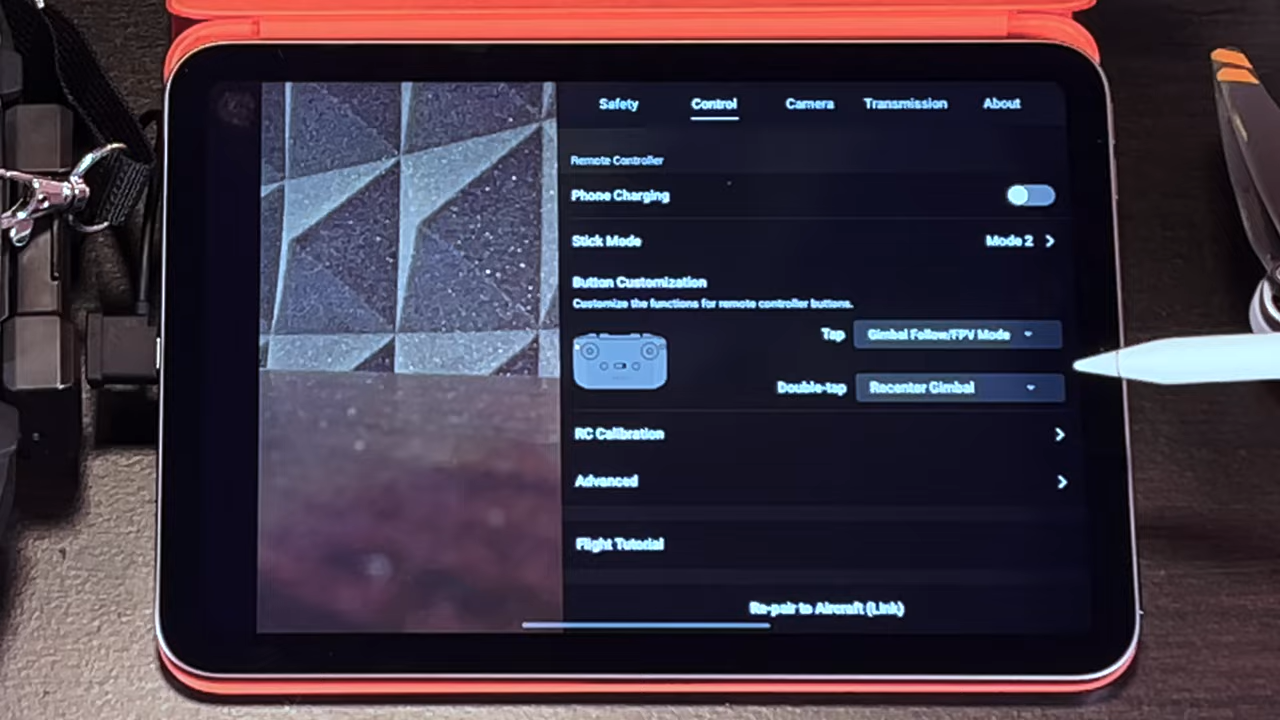 Safety Control Camera Transmission About
Remote Controller
Phone Charging
Stick Mode Mode 2
Button Customization
Customize the functions for remote controller buttons.
Tap Gimbal Follow/FPV Mode
Double-tap Recenter Gimbal
RC Calibration
Advanced
Flight Tutorial
Re-pair to Aircraft (Link)